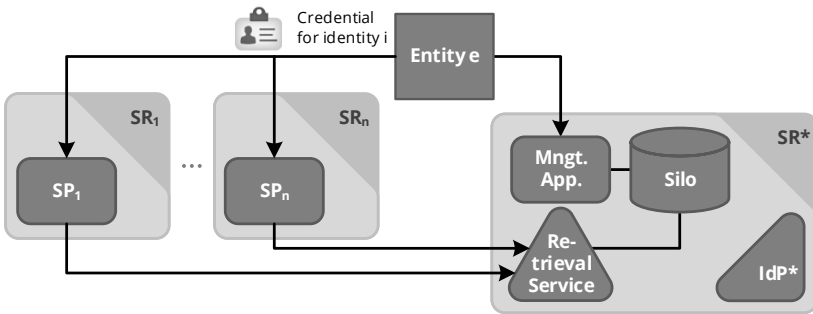 Credential
for identity i
Entity e
SR₁
SRₙ
SR*
...
SP₁
SPₙ
Mngt.
App.
Silo
Re-
trieval
Service
IdP*